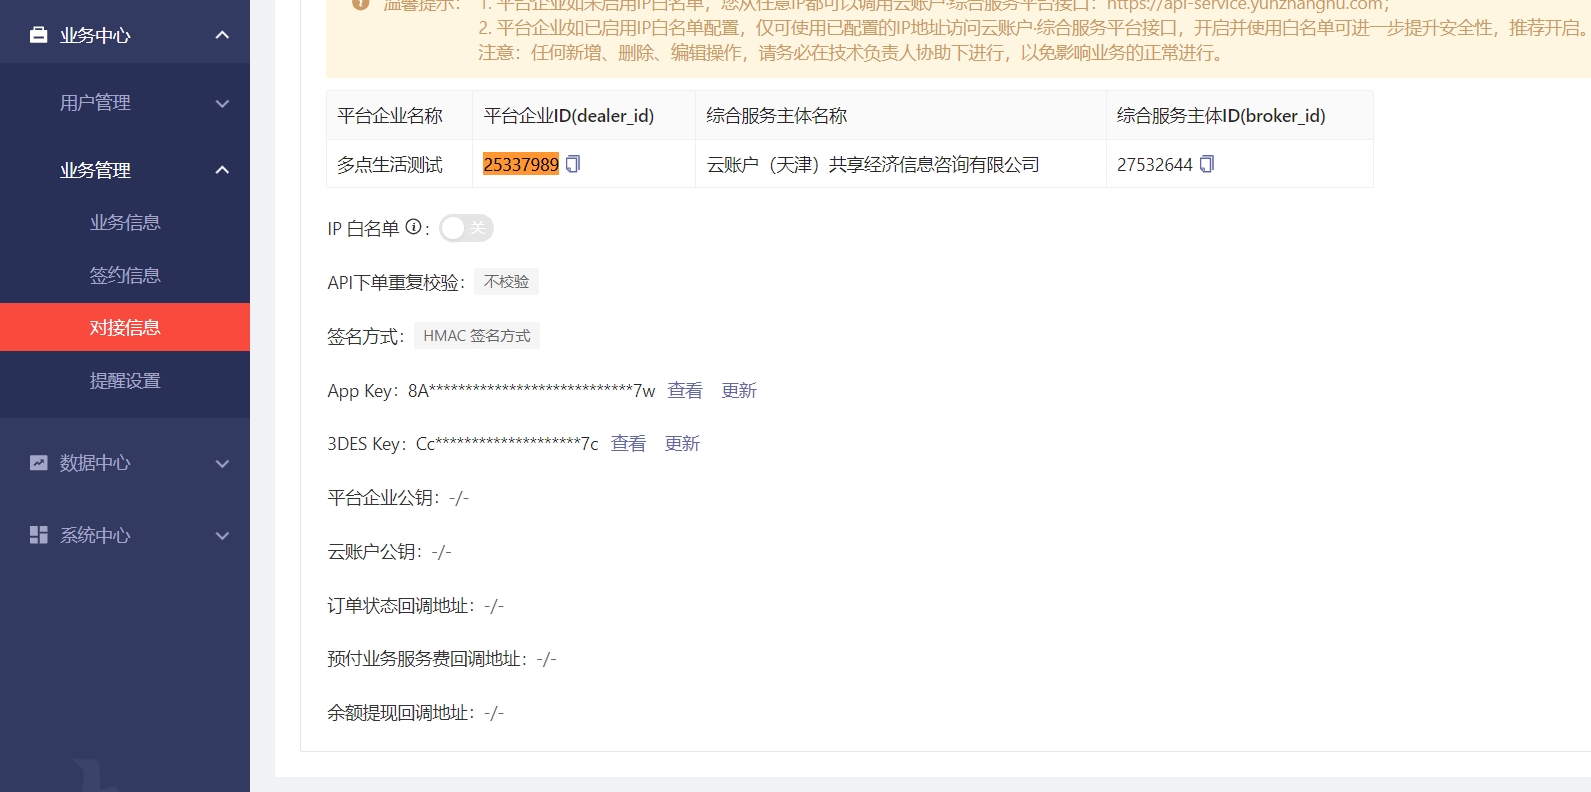 业务中心
用户管理
业务管理
业务信息
签约信息
对接信息
提醒设置
数据中心
系统中心
温馨提示： 1. 平台企业如未启用IP白名单，您从任意IP都可以调用云账户·综合服务平台接口：https://api-service.yunzhanghu.com；
2. 平台企业如已启用IP白名单配置，仅可使用已配置的IP地址访问云账户·综合服务平台接口，开启并使用白名单可进一步提升安全性，推荐开启。
注意：任何新增、删除、编辑操作，请务必在技术负责人协助下进行，以免影响业务的正常进行。
平台企业名称 平台企业ID(dealer_id) 综合服务主体名称 综合服务主体ID(broker_id)
多点生活测试 25337989 云账户（天津）共享经济信息咨询有限公司 27532644
IP 白名单 : 关
API下单重复校验： 不校验
签名方式： HMAC 签名方式
App Key：8A****************************7w 查看 更新
3DES Key：Cc********************7c 查看 更新
平台企业公钥：-/-
云账户公钥：-/-
订单状态回调地址：-/-
预付业务服务费回调地址：-/-
余额提现回调地址：-/-